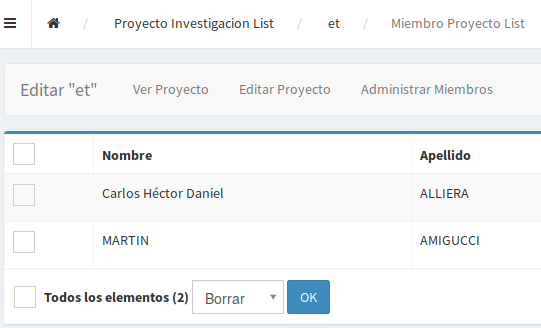 / Proyecto Investigacion List / et / Miembro Proyecto List
Editar "et" Ver Proyecto Editar Proyecto Administrar Miembros
Nombre Apellido
Carlos Héctor Daniel ALLIERA
MARTIN AMIGUCCI
Todos los elementos (2) Borrar OK